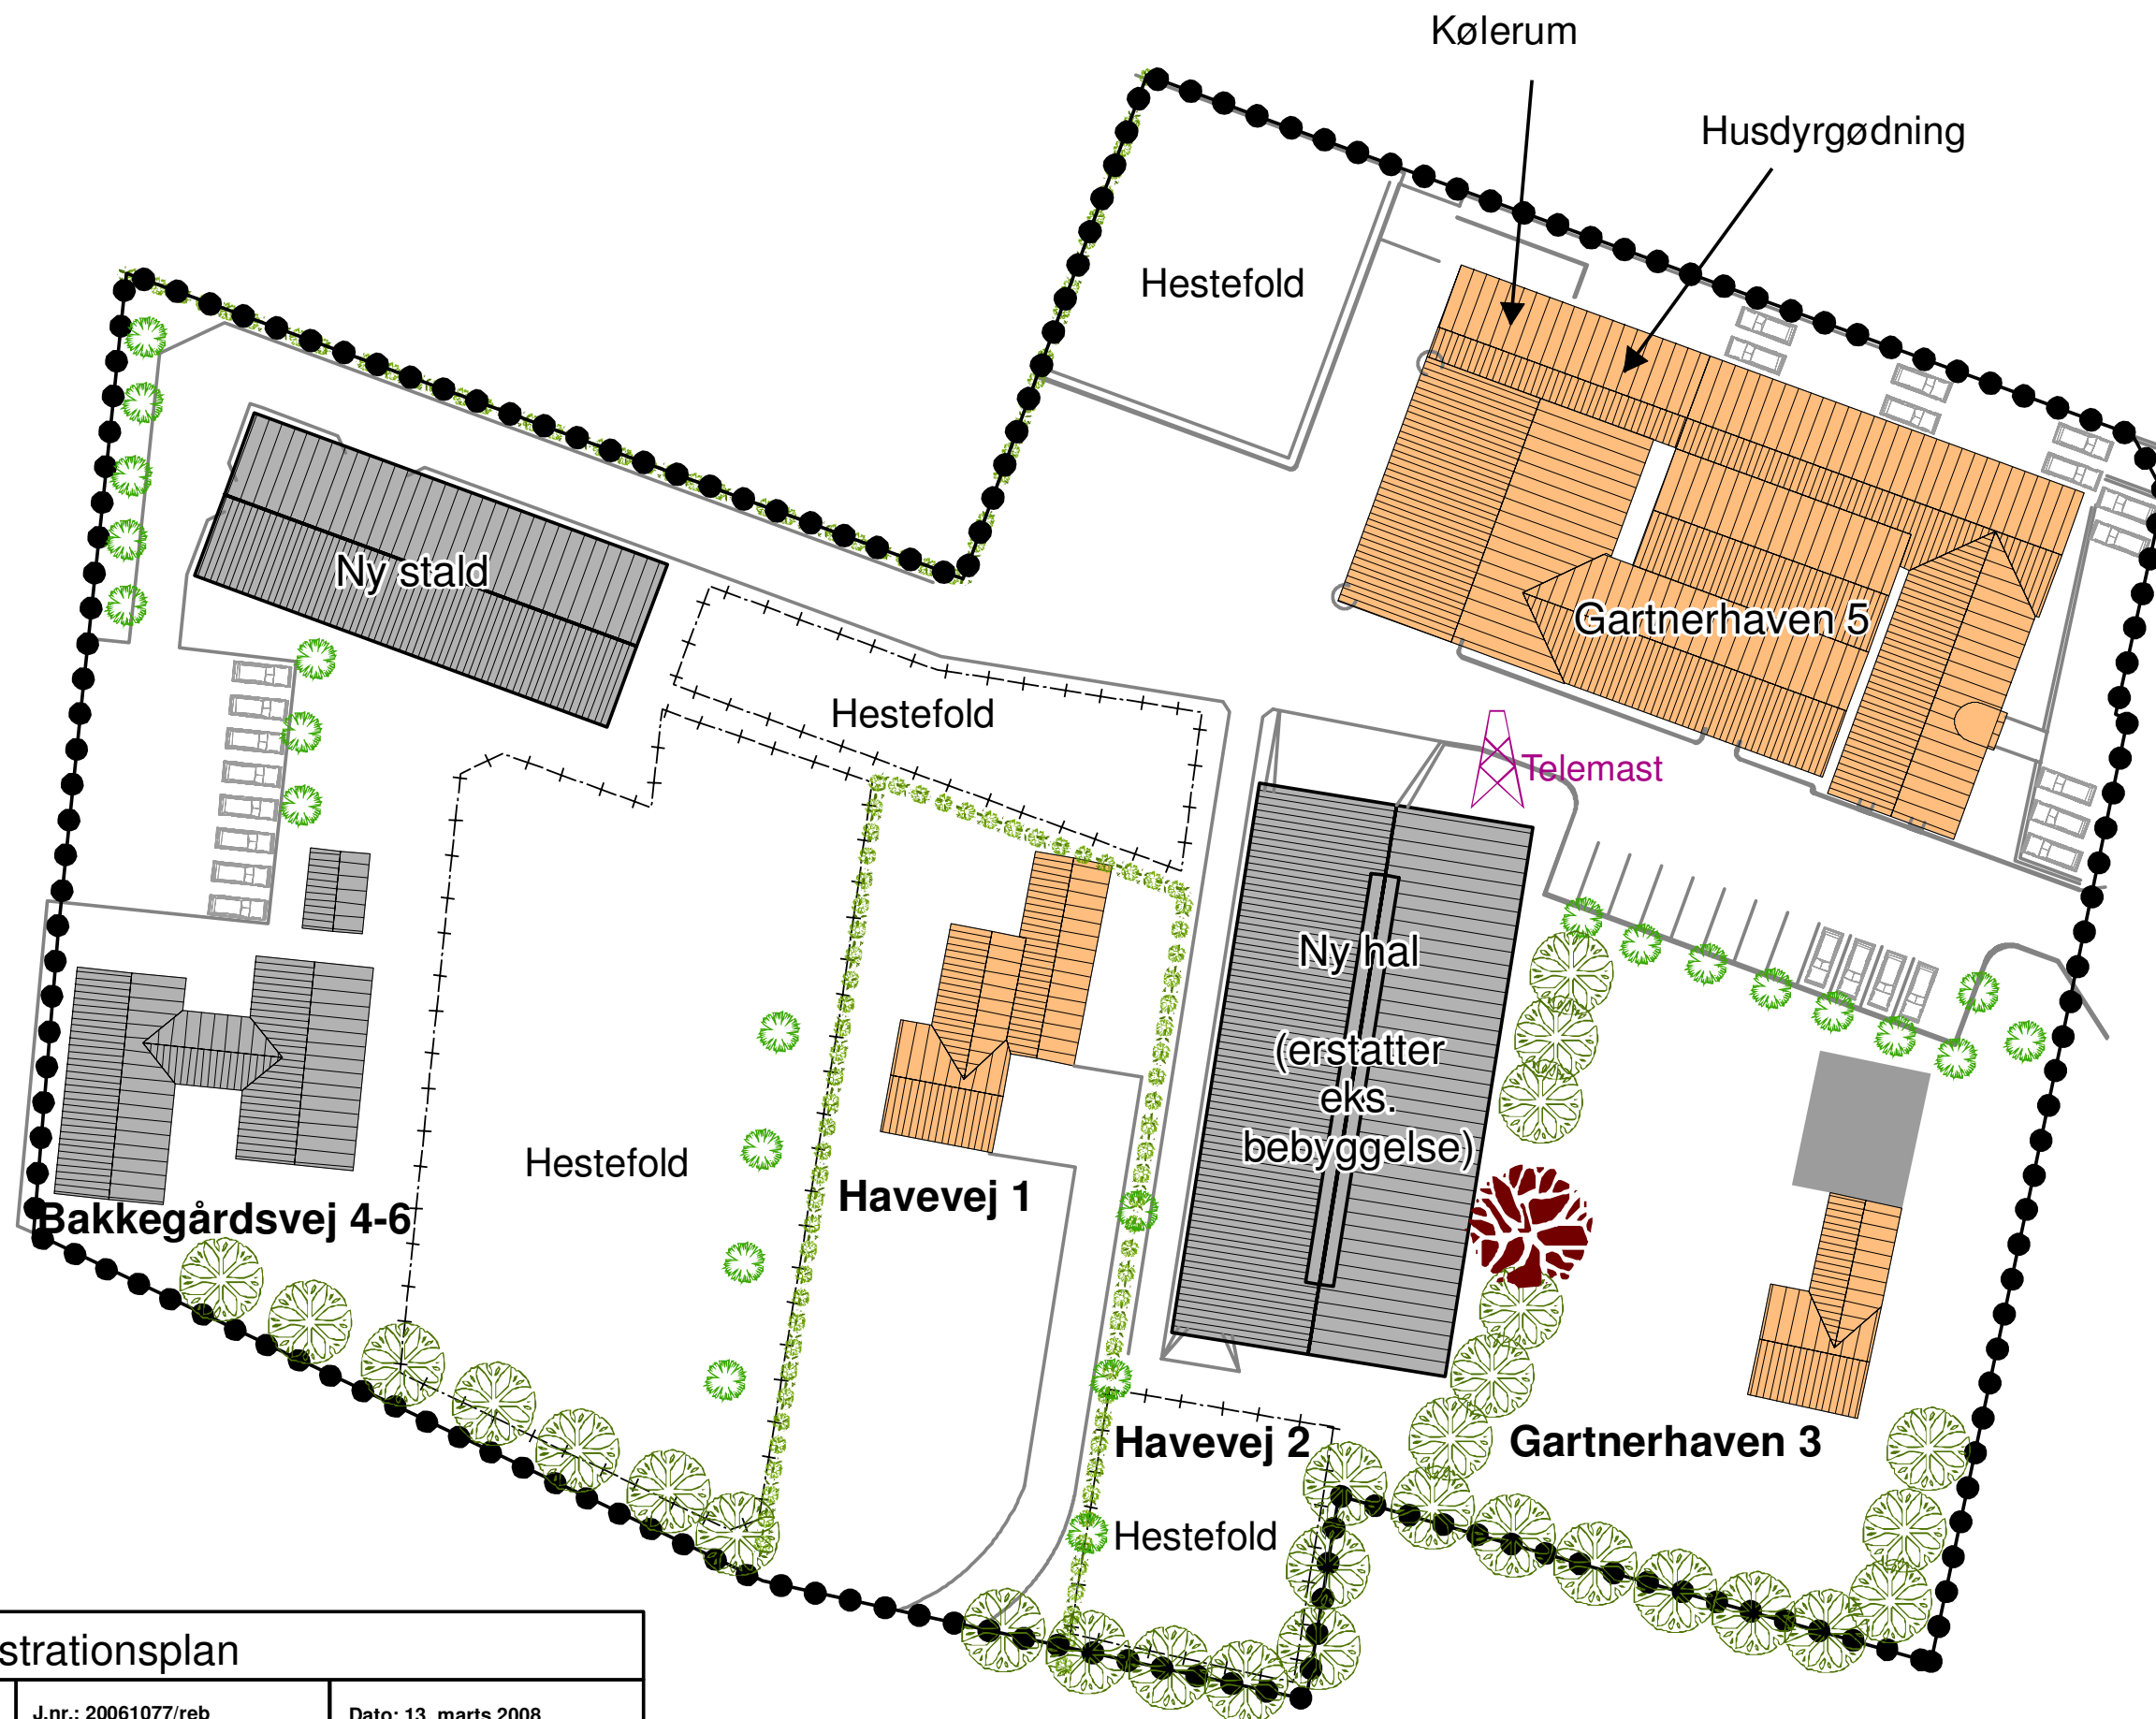 Kølerum
Husdyrgødning
Hestefold
Ny stald
Gartnerhaven 5
Hestefold
Telemast
Ny hal
(erstatter
eks.
bebyggelse)
Hestefold
Havevej 1
Bakkegårdsvej 4-6
Havevej 2
Gartnerhaven 3
Hestefold
strationsplan
J.nr.: 20061077/reb
Dato: 13. marts 2008